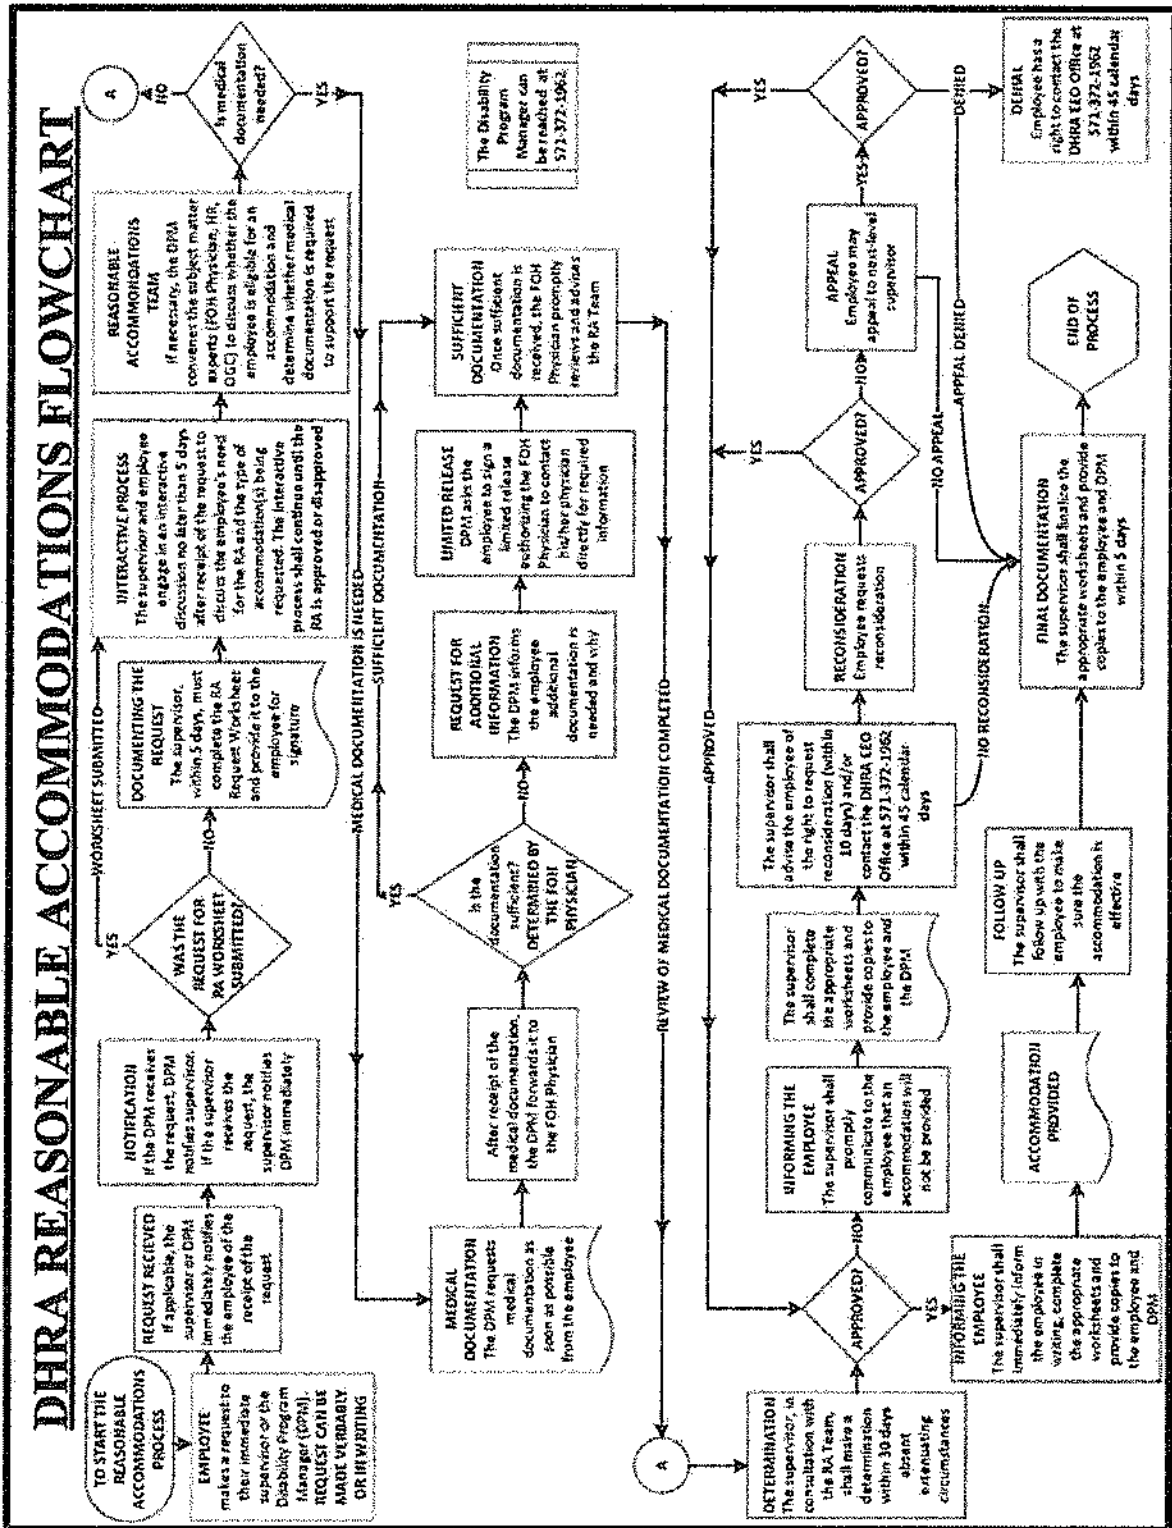 DHRA REASONABLE ACCOMMODATIONS FLOWCHART
TO START THE
REASONABLE
ACCOMMODATIONS
PROCESS
EMPLOYEE
makes a request to
their immediate
supervisor or the
Disability Program
Manager (DPM).
REQUEST CAN BE
MADE VERBALLY
OR IN WRITING
REQUEST RECIEVED
If applicable, the
supervisor or DPM
immediately notifies
the employee of the
receipt of the
request
NOTIFICATION
If the DPM receives
the request, DPM
notifies supervisor.
If the supervisor
receives the
request, the
supervisor notifies
DPM immediately
WAS THE
REQUEST FOR
RA WORKSHEET
SUBMITTED?
YES
WORKSHEET SUBMITTED
NO
DOCUMENTING THE
REQUEST
The supervisor,
within 5 days, must
complete the RA
Request Worksheet
and provide it to the
employee for
signature
INTERACTIVE PROCESS
The supervisor and employee
engage in an interactive
discussion no later than 5 days
after receipt of the request to
discuss the employee's need
for the RA and the type of
accommodation(s) being
requested. The interactive
process shall continue until the
RA is approved or disapproved
REASONABLE
ACCOMMODATIONS
TEAM
If necessary, the DPM
convenes the subject matter
experts (FOH Physician, HR,
OGC) to discuss whether the
employee is eligible for an
accommodation and
determine whether medical
documentation is required
to support the request
Is medical
documentation
needed?
NO
A
YES
MEDICAL DOCUMENTATION IS NEEDED
MEDICAL
DOCUMENTATION
The DPM requests
medical
documentation as
soon as possible
from the employee
After receipt of the
medical documentation,
the DPM forwards it to
the FOH Physician
Is the
documentation
sufficient?
DETERMINED BY
THE FOH
PHYSICIAN
YES
SUFFICIENT DOCUMENTATION
NO
REQUEST FOR
ADDITIONAL
INFORMATION
The DPM informs
the employee
additional
documentation is
needed and why
LIMITED RELEASE
DPM asks the
employee to sign a
limited release
authorizing the FOH
Physician to contact
his/her physician
directly for required
information
SUFFICIENT
DOCUMENTATION
Once sufficient
documentation is
received, the FOH
Physician promptly
reviews and advises
the RA Team
The Disability
Program
Manager can
be reached at
571-372-1962
REVIEW OF MEDICAL DOCUMENTATION COMPLETED
A
DETERMINATION
The supervisor, in
consultation with
the RA Team,
shall make a
determination
within 30 days
absent
extenuating
circumstances
APPROVED?
NO
APPROVED
INFORMING THE
EMPLOYEE
The supervisor shall
promptly
communicate to the
employee that an
accommodation will
not be provided
The supervisor
shall complete
the appropriate
worksheets and
provide copies to
the employee and
the DPM
The supervisor shall
advise the employee of
the right to request
reconsideration (within
10 days) and/or
contact the DHRA EEO
Office at 571-372-1962
within 45 calendar
days
RECONSIDERATION
Employee requests
reconsideration
APPROVED?
YES
NO
APPEAL
Employee may
appeal to next-level
supervisor
YES
APPROVED?
YES
DENIED
DENIAL
Employee has a
right to contact the
DHRA EEO Office at
571-372-1962
within 45 calendar
days
YES
INFORMING THE
EMPLOYEE
The supervisor shall
immediately inform
the employee in
writing, complete
the appropriate
worksheets and
provide copies to
the employee and
DPM
ACCOMMODATION
PROVIDED
FOLLOW UP
The supervisor shall
follow up with the
employee to make
sure the
accommodation is
effective
NO RECONSIDERATION
NO APPEAL
APPEAL DENIED
FINAL DOCUMENTATION
The supervisor shall finalize the
appropriate worksheets and provide
copies to the employee and DPM
within 5 days
END OF
PROCESS